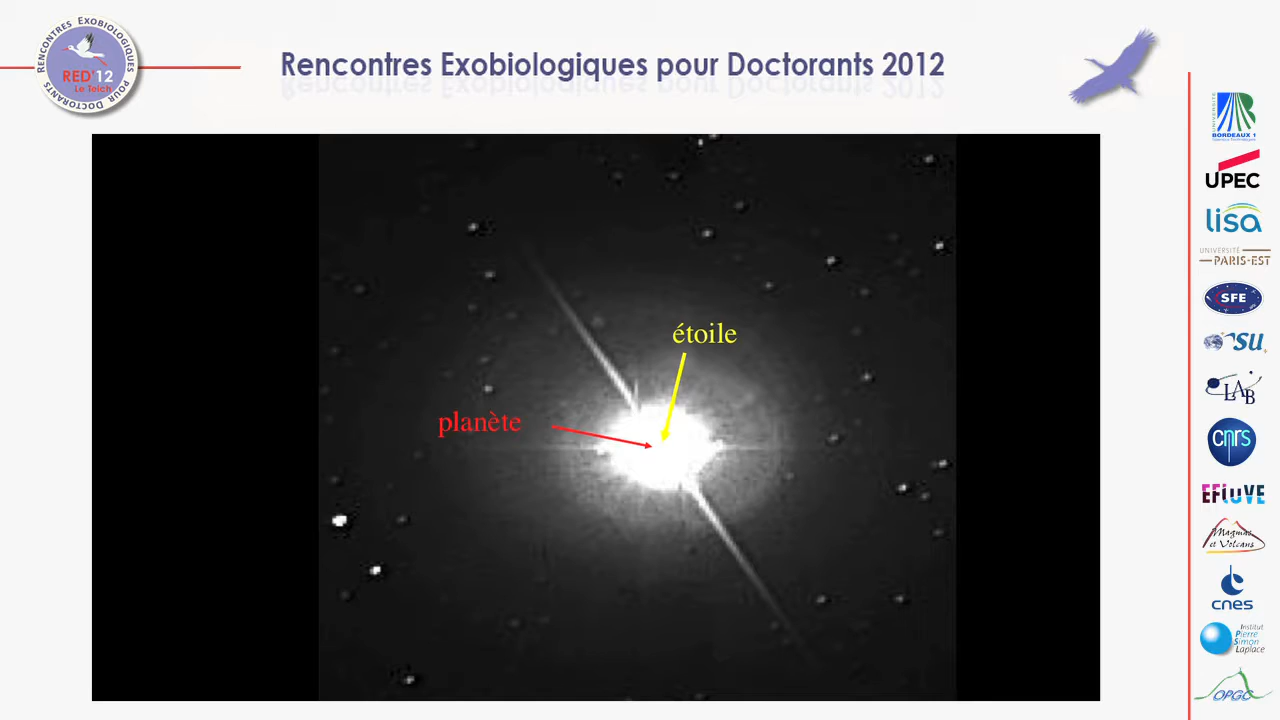 RENCONTRES EXOBIOLOGIQUES POUR DOCTORANTS
RED'12
Le Teich
Rencontres Exobiologiques pour Doctorants 2012
étoile
planète
UNIVERSITÉ
BORDEAUX 1
UPEC
lisa
UNIVERSITÉ
PARIS-EST
SFE
SU
LAB
cnrs
EFLUVE
Magmas
et Volcans
cnes
Institut
Pierre
Simon
Laplace
OPGC